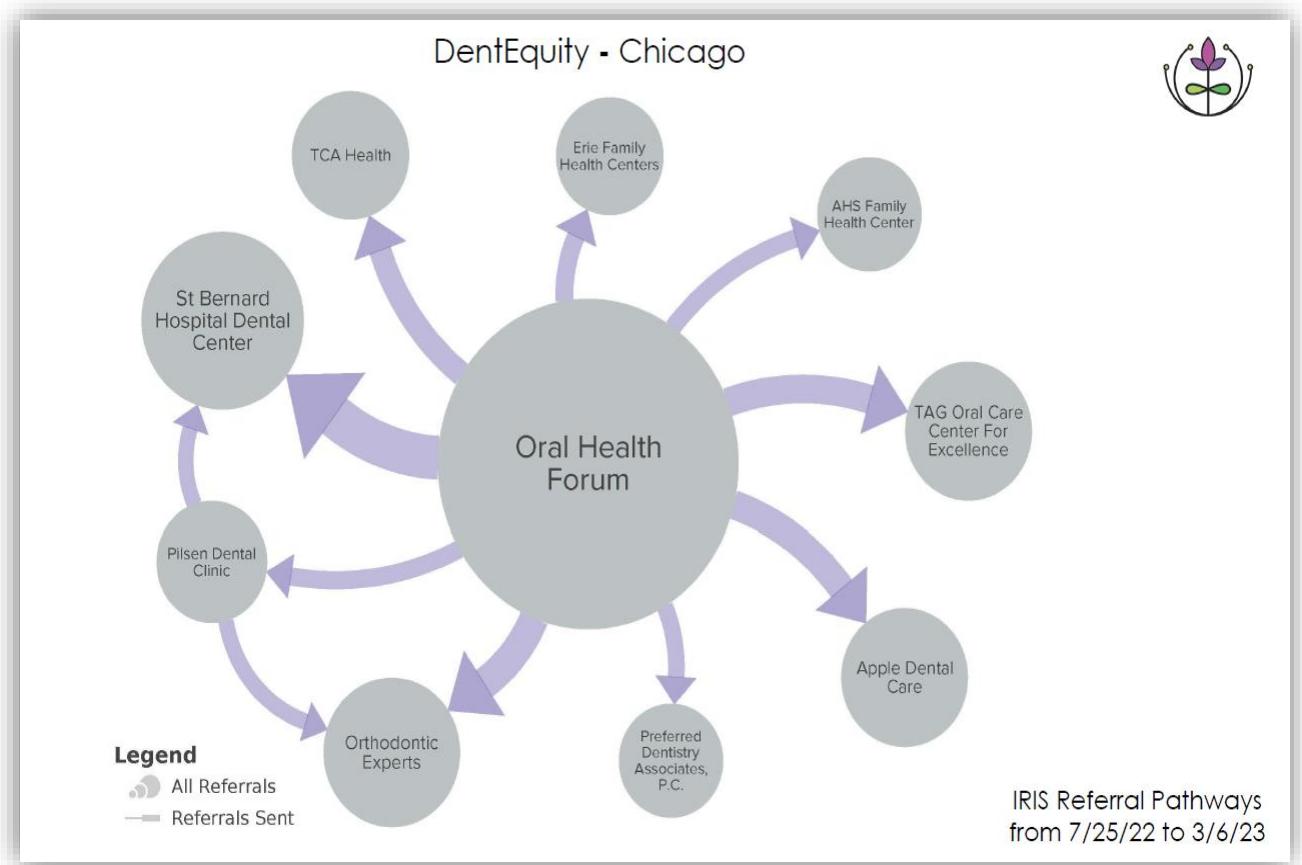 DentEquity - Chicago
TCA Health
Erie Family
Health Centers
AHS Family
Health Center
St Bernard
Hospital Dental
Center
TAG Oral Care
Center For
Excellence
Oral Health
Forum
Pilsen Dental
Clinic
Apple Dental
Care
Orthodontic
Experts
Preferred
Dentistry
Associates,
P.C.
Legend
All Referrals
Referrals Sent
IRIS Referral Pathways
from 7/25/22 to 3/6/23